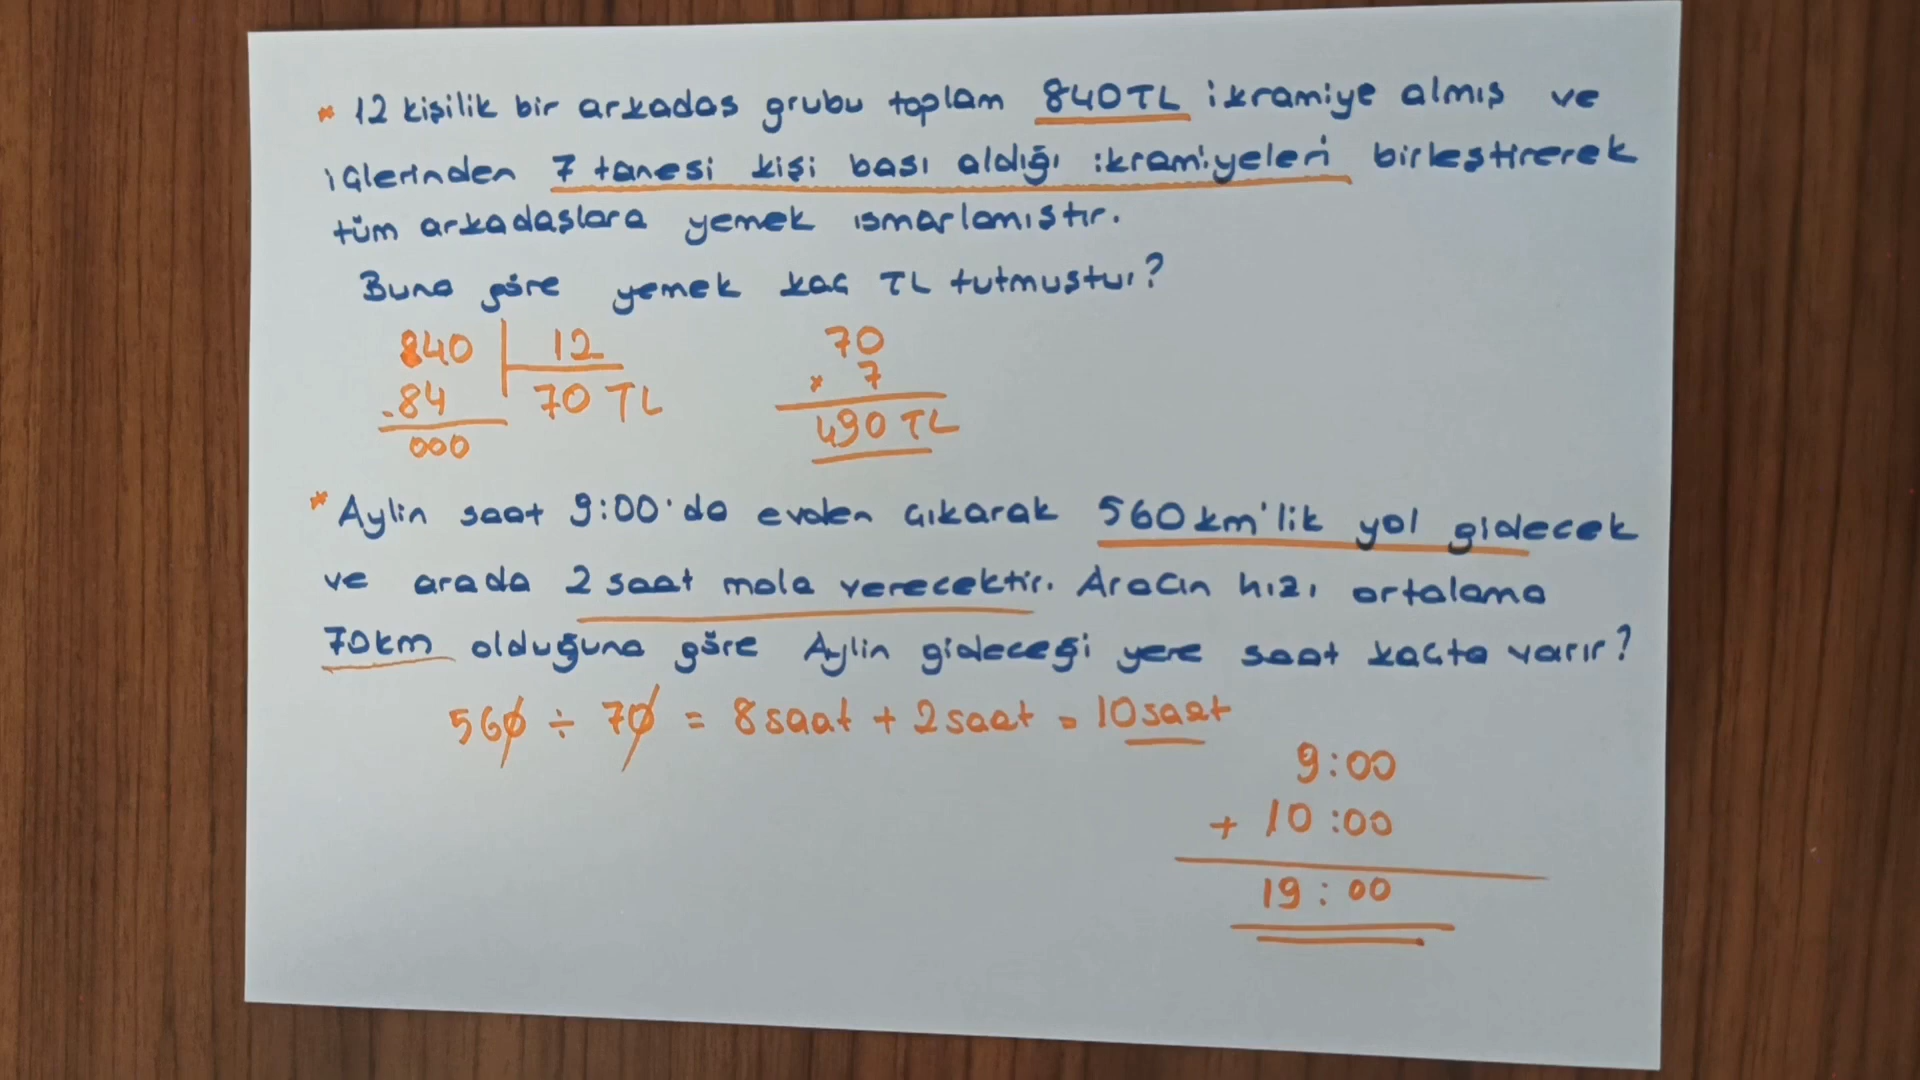 * 12 kişilik bir arkadas grubu toplam 840TL ikramiye almış ve
içlerinden 7 tanesi kişi bası aldığı ikramiyeleri birleştirerek
tüm arkadaşlara yemek ısmarlamıştır.
Buna göre yemek kaç TL tutmuştur?
840 | 12
- 84 70 TL
000
70
× 7
490 TL
* Aylin saat 9:00'da evden çıkarak 560 km'lik yol gidecek
ve arada 2 saat mola verecektir. Aracın hızı ortalama
70km olduğuna göre Aylin gideceği yere saat kaçta varır?
560 ÷ 70 = 8 saat + 2 saat = 10 saat
9:00
+ 10:00
19:00